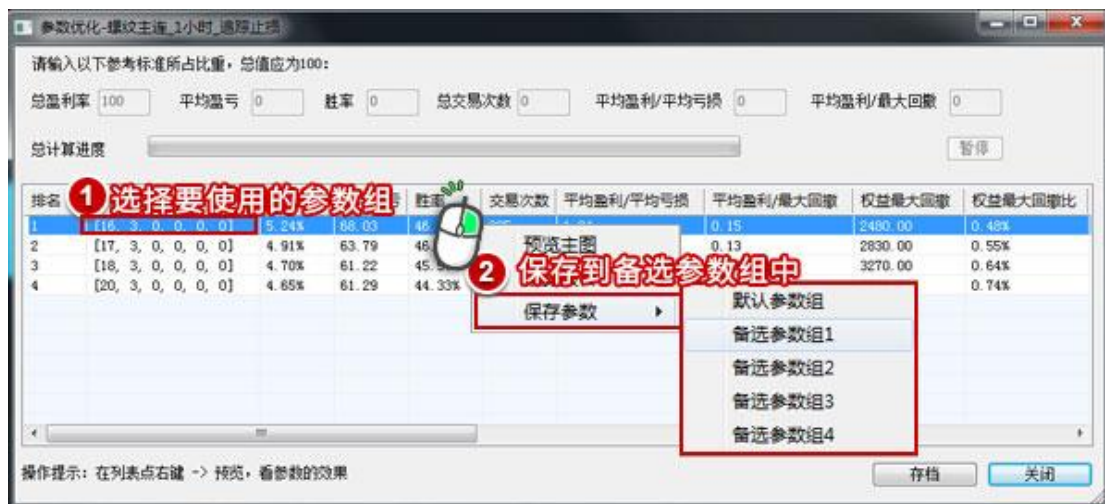 参数优化-螺纹主连_1小时_追踪止损
请输入以下参考标准所占比重，总值应为100：
总盈利率 100 平均盈亏 0 胜率 0 总交易次数 0 平均盈利/平均亏损 0 平均盈利/最大回撤 0
总计算进度 暂停
排名 1 选择要使用的参数组 胜率 交易次数 平均盈利/平均亏损 平均盈利/最大回撤 权益最大回撤 权益最大回撤比
1 [16, 3, 0, 0, 0, 0] 5.24% 68.03 0.15 2480.00 0.48%
2 [17, 3, 0, 0, 0, 0] 4.91% 63.79 预览主图 0.13 2830.00 0.55%
3 [18, 3, 0, 0, 0, 0] 4.70% 61.22 2 保存到备选参数组中 3270.00 0.64%
4 [20, 3, 0, 0, 0, 0] 4.65% 61.29 44.33% 0.74%
保存参数
默认参数组
备选参数组1
备选参数组2
备选参数组3
备选参数组4
操作提示：在列表点右键 -> 预览，看参数的效果 存档 关闭